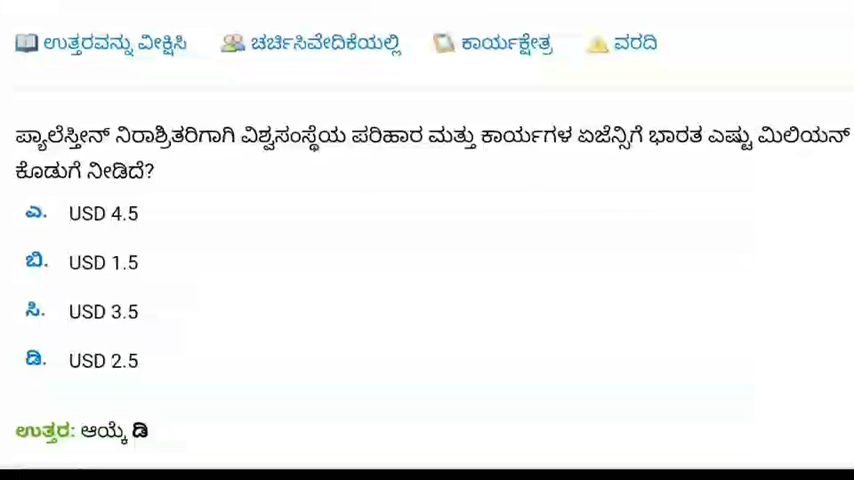 ಉತ್ತರವನ್ನು ವೀಕ್ಷಿಸಿ ಚರ್ಚಿಸಿವೇದಿಕೆಯಲ್ಲಿ ಕಾರ್ಯಕ್ಷೇತ್ರ ವರದಿ
ಪ್ಯಾಲೆಸ್ತೀನ್ ನಿರಾಶ್ರಿತರಿಗಾಗಿ ವಿಶ್ವಸಂಸ್ಥೆಯ ಪರಿಹಾರ ಮತ್ತು ಕಾರ್ಯಗಳ ಏಜೆನ್ಸಿಗೆ ಭಾರತ ಎಷ್ಟು ಮಿಲಿಯನ್
ಕೊಡುಗೆ ನೀಡಿದೆ?
ಎ. USD 4.5
ಬಿ. USD 1.5
ಸಿ. USD 3.5
ಡಿ. USD 2.5
ಉತ್ತರ: ಆಯ್ಕೆ ಡಿ